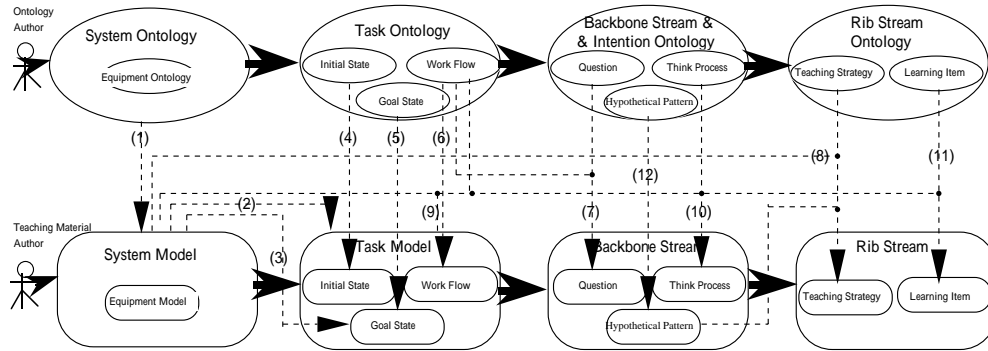 Ontology
Author
System Ontology
Equipment Ontology
Task Ontology
Initial State
Work Flow
Goal State
Backbone Stream &
& Intention Ontology
Question
Think Process
Hypothetical Pattern
Rib Stream
Ontology
Teaching Strategy
Learning Item
(1)
(4)
(5)
(6)
(8)
(11)
(12)
(2)
(9)
(7)
(10)
(3)
Teaching Material
Author
System Model
Equipment Model
Task Model
Initial State
Work Flow
Goal State
Backbone Stream
Question
Think Process
Hypothetical Pattern
Rib Stream
Teaching Strategy
Learning Item